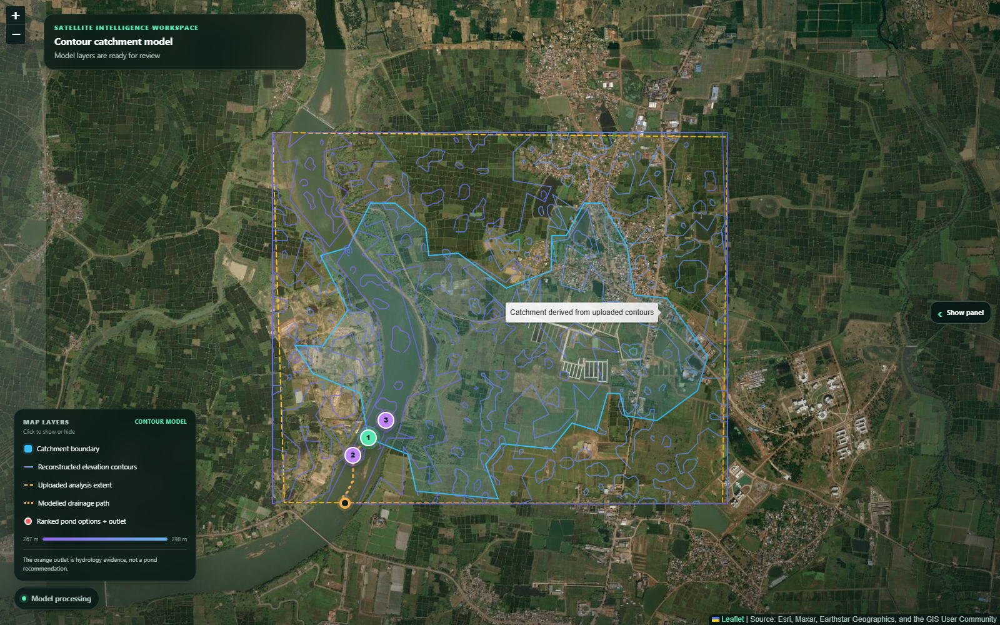 +
−
SATELLITE INTELLIGENCE WORKSPACE
Contour catchment model
Model layers are ready for review
Catchment derived from uploaded contours
Show panel
3
1
2
MAP LAYERS
CONTOUR MODEL
Click to show or hide
Catchment boundary
Reconstructed elevation contours
Uploaded analysis extent
Modelled drainage path
Ranked pond options + outlet
267 m
298 m
The orange outlet is hydrology evidence, not a pond
recommendation.
Model processing
Leaflet | Source: Esri, Maxar, Earthstar Geographics, and the GIS User Community